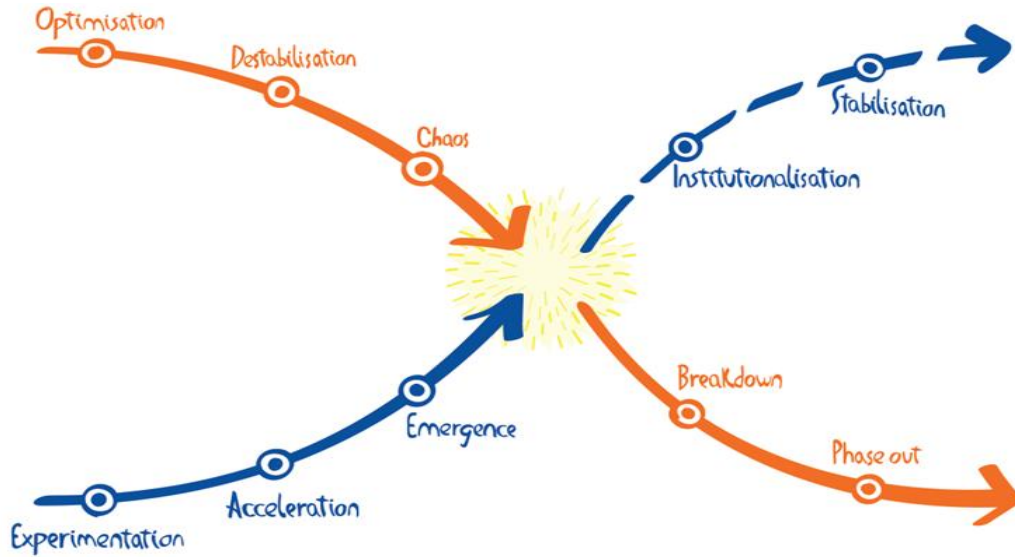 Optimisation
Destabilisation
Chaos
Stabilisation
Institutionalisation
Emergence
Acceleration
Experimentation
Breakdown
Phase out